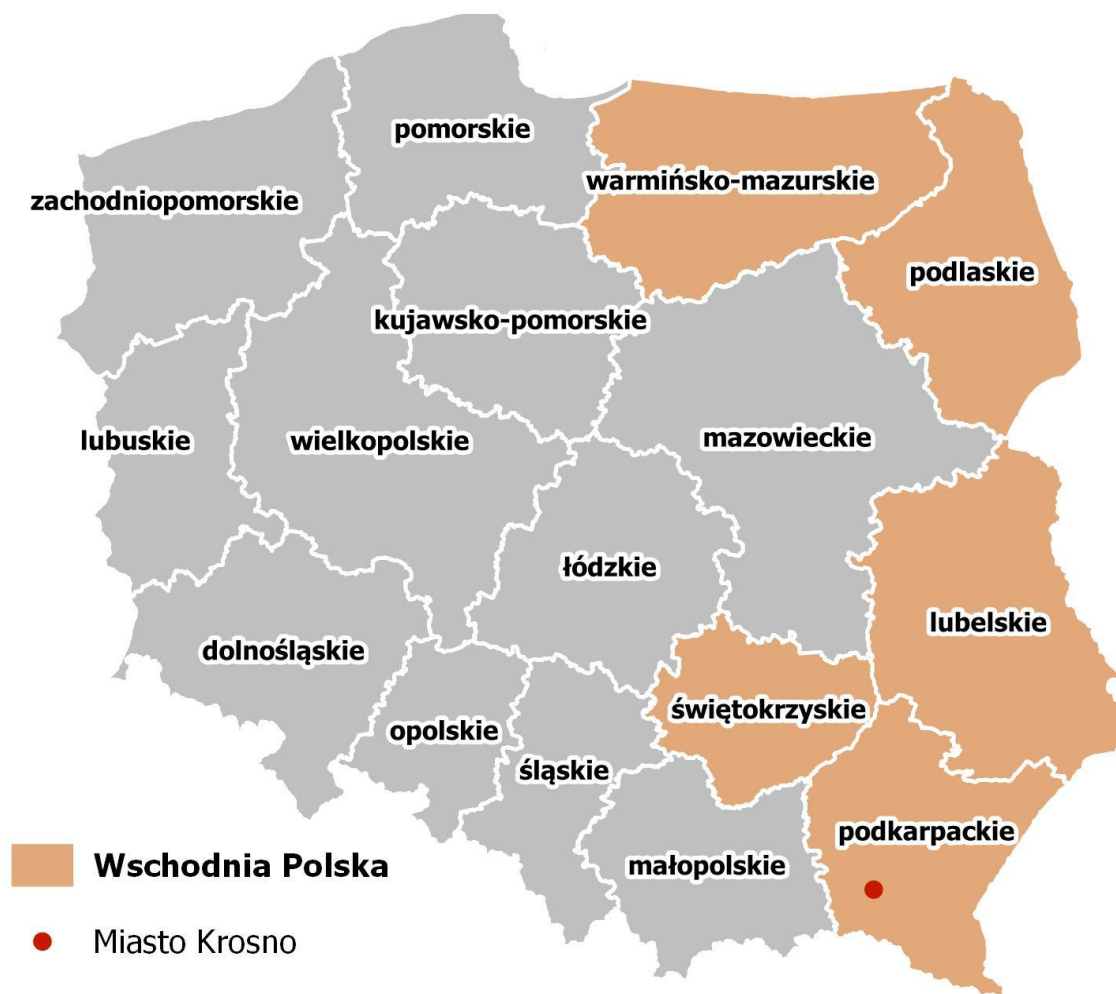 pomorskie
warmińsko-mazurskie
zachodniopomorskie
podlaskie
kujawsko-pomorskie
lubuskie
wielkopolskie
mazowieckie
łódzkie
lubelskie
dolnośląskie
świętokrzyskie
opolskie
śląskie
podkarpackie
małopolskie
Wschodnia Polska
Miasto Krosno